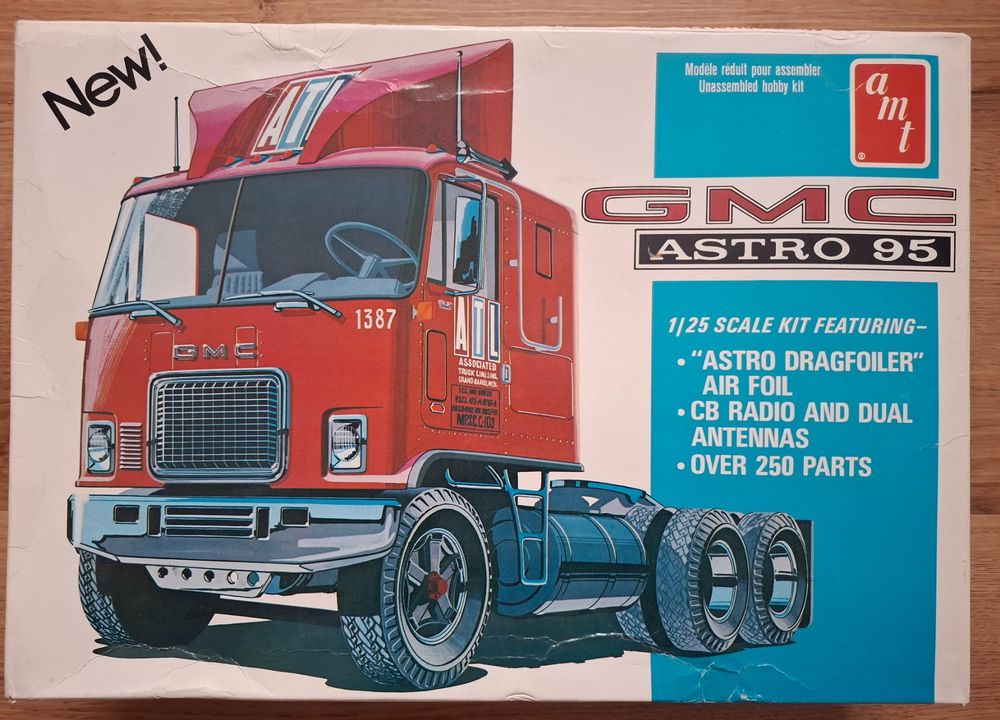 New!
ATL
Modèle réduit pour assembler
Unassembled hobby kit
amt
®
GMC
ASTRO 95
1/25 SCALE KIT FEATURING–
• "ASTRO DRAGFOILER"
AIR FOIL
• CB RADIO AND DUAL
ANTENNAS
• OVER 250 PARTS
1387
GMC
ATL
ASSOCIATED
TRUCK LINES, INC.
GRAND RAPIDS, MICH.
M.P.S.C. C-103